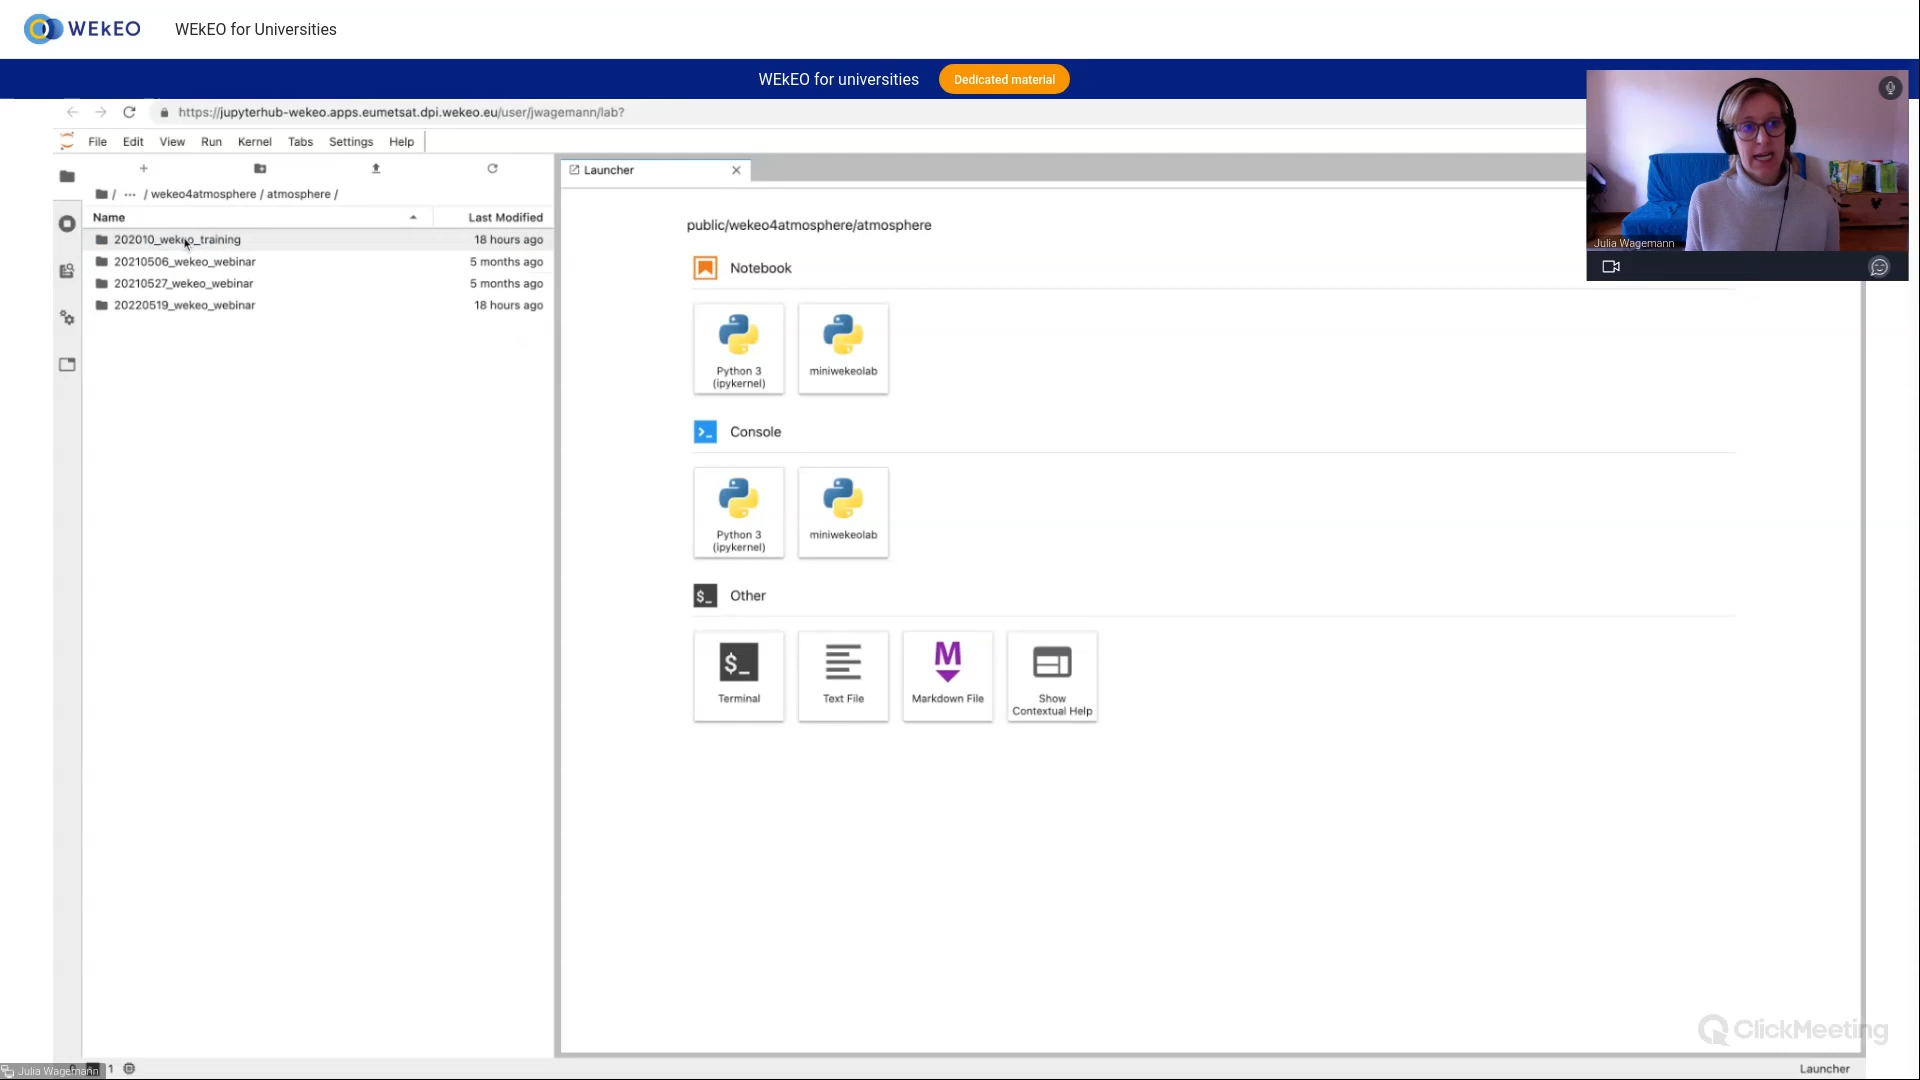 WEkEO
WEkEO for Universities
WEkEO for universities
Dedicated material
https://jupyterhub-wekeo.apps.eumetsat.dpi.wekeo.eu/user/jwagemann/lab?
File Edit View Run Kernel Tabs Settings Help
/ ··· / wekeo4atmosphere / atmosphere /
Name Last Modified
202010_wekeo_training 18 hours ago
20210506_wekeo_webinar 5 months ago
20210527_wekeo_webinar 5 months ago
20220519_wekeo_webinar 18 hours ago
Launcher
public/wekeo4atmosphere/atmosphere
Notebook
Python 3
(ipykernel)
miniwekeolab
Console
Python 3
(ipykernel)
miniwekeolab
$_ Other
$_
Terminal
Text File
M
Markdown File
Show
Contextual Help
Julia Wagemann
ClickMeeting
Julia Wagemann
1
Launcher